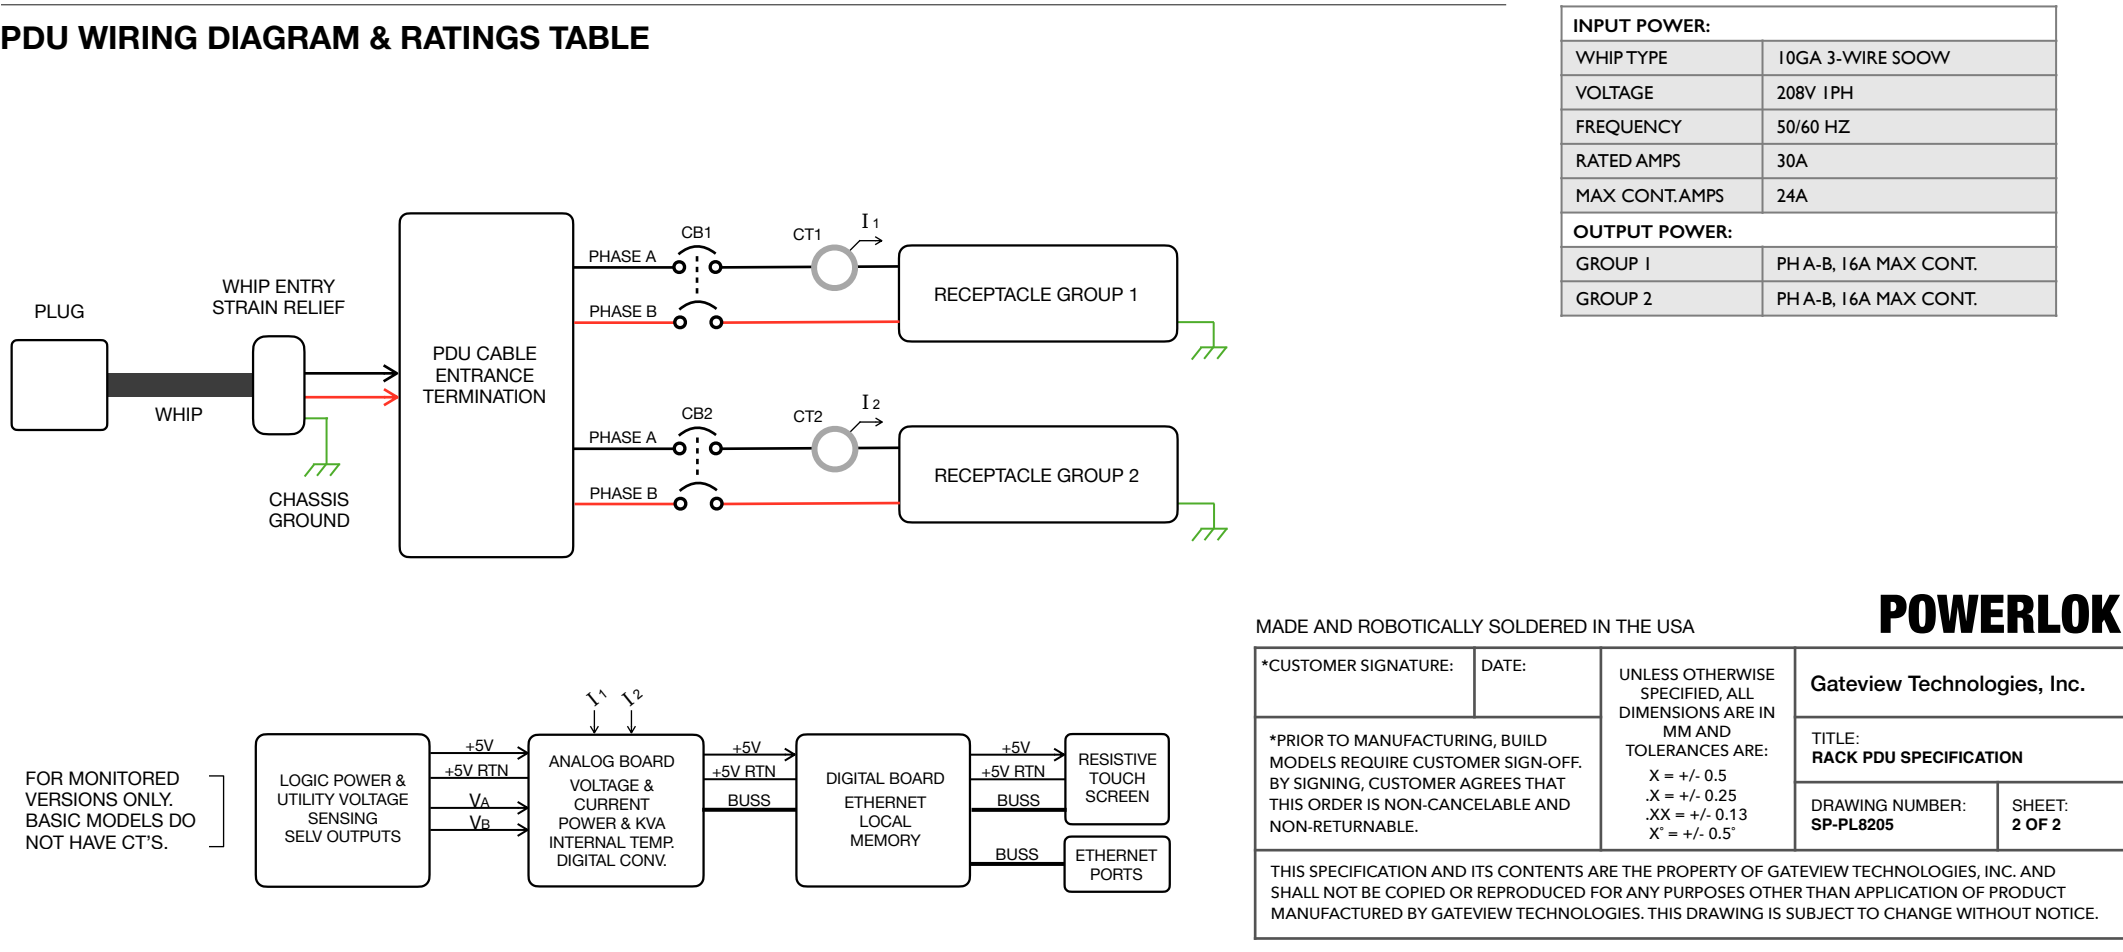 PDU WIRING DIAGRAM & RATINGS TABLE
INPUT POWER:
WHIP TYPE 10GA 3-WIRE SOOW
VOLTAGE 208V 1PH
FREQUENCY 50/60 HZ
RATED AMPS 30A
MAX CONT. AMPS 24A
OUTPUT POWER:
GROUP 1 PH A-B, 16A MAX CONT.
GROUP 2 PH A-B, 16A MAX CONT.
PLUG
WHIP
WHIP ENTRY
STRAIN RELIEF
CHASSIS
GROUND
PDU CABLE
ENTRANCE
TERMINATION
PHASE A
CB1
CT1
I 1
PHASE B
RECEPTACLE GROUP 1
PHASE A
CB2
CT2
I 2
PHASE B
RECEPTACLE GROUP 2
FOR MONITORED
VERSIONS ONLY.
BASIC MODELS DO
NOT HAVE CT'S.
LOGIC POWER &
UTILITY VOLTAGE
SENSING
SELV OUTPUTS
+5V
+5V RTN
VA
VB
I 1
I 2
ANALOG BOARD
VOLTAGE &
CURRENT
POWER & KVA
INTERNAL TEMP.
DIGITAL CONV.
+5V
+5V RTN
BUSS
DIGITAL BOARD
ETHERNET
LOCAL
MEMORY
+5V
+5V RTN
BUSS
BUSS
RESISTIVE
TOUCH
SCREEN
ETHERNET
PORTS
MADE AND ROBOTICALLY SOLDERED IN THE USA
POWERLOK
*CUSTOMER SIGNATURE:
DATE:
*PRIOR TO MANUFACTURING, BUILD
MODELS REQUIRE CUSTOMER SIGN-OFF.
BY SIGNING, CUSTOMER AGREES THAT
THIS ORDER IS NON-CANCELABLE AND
NON-RETURNABLE.
UNLESS OTHERWISE
SPECIFIED, ALL
DIMENSIONS ARE IN
MM AND
TOLERANCES ARE:
X = +/- 0.5
.X = +/- 0.25
.XX = +/- 0.13
X° = +/- 0.5°
Gateview Technologies, Inc.
TITLE:
RACK PDU SPECIFICATION
DRAWING NUMBER:
SP-PL8205
SHEET:
2 OF 2
THIS SPECIFICATION AND ITS CONTENTS ARE THE PROPERTY OF GATEVIEW TECHNOLOGIES, INC. AND
SHALL NOT BE COPIED OR REPRODUCED FOR ANY PURPOSES OTHER THAN APPLICATION OF PRODUCT
MANUFACTURED BY GATEVIEW TECHNOLOGIES. THIS DRAWING IS SUBJECT TO CHANGE WITHOUT NOTICE.